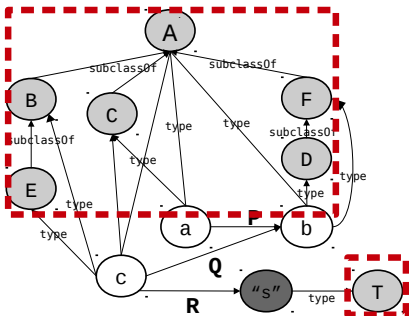 A
subclassOf
subclassOf
B
F
C
type
type
subclassOf
subclassOf
type
D
E
type
type
type
a
P
b
type
Q
c
"s"
type
T
R